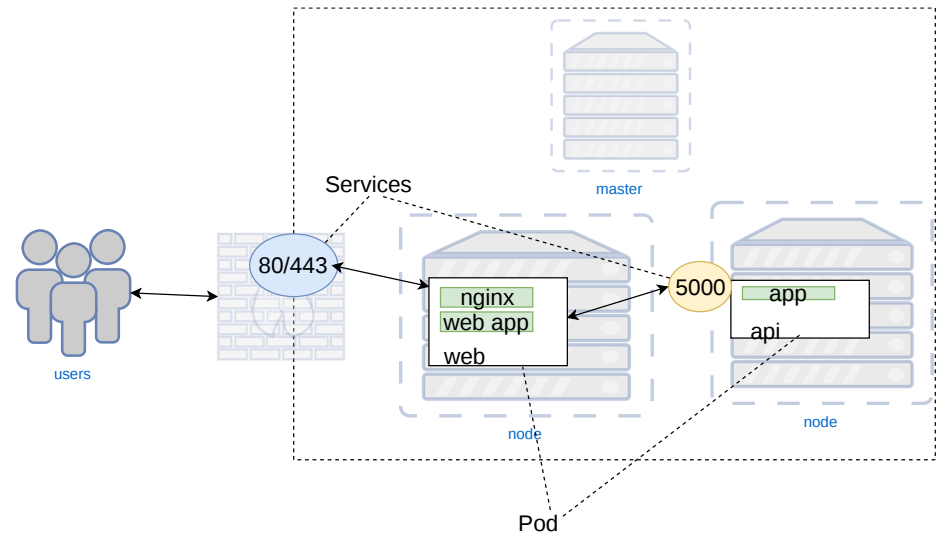 master
Services
users
80/443
nginx
web app
web
5000
app
api
node
node
Pod